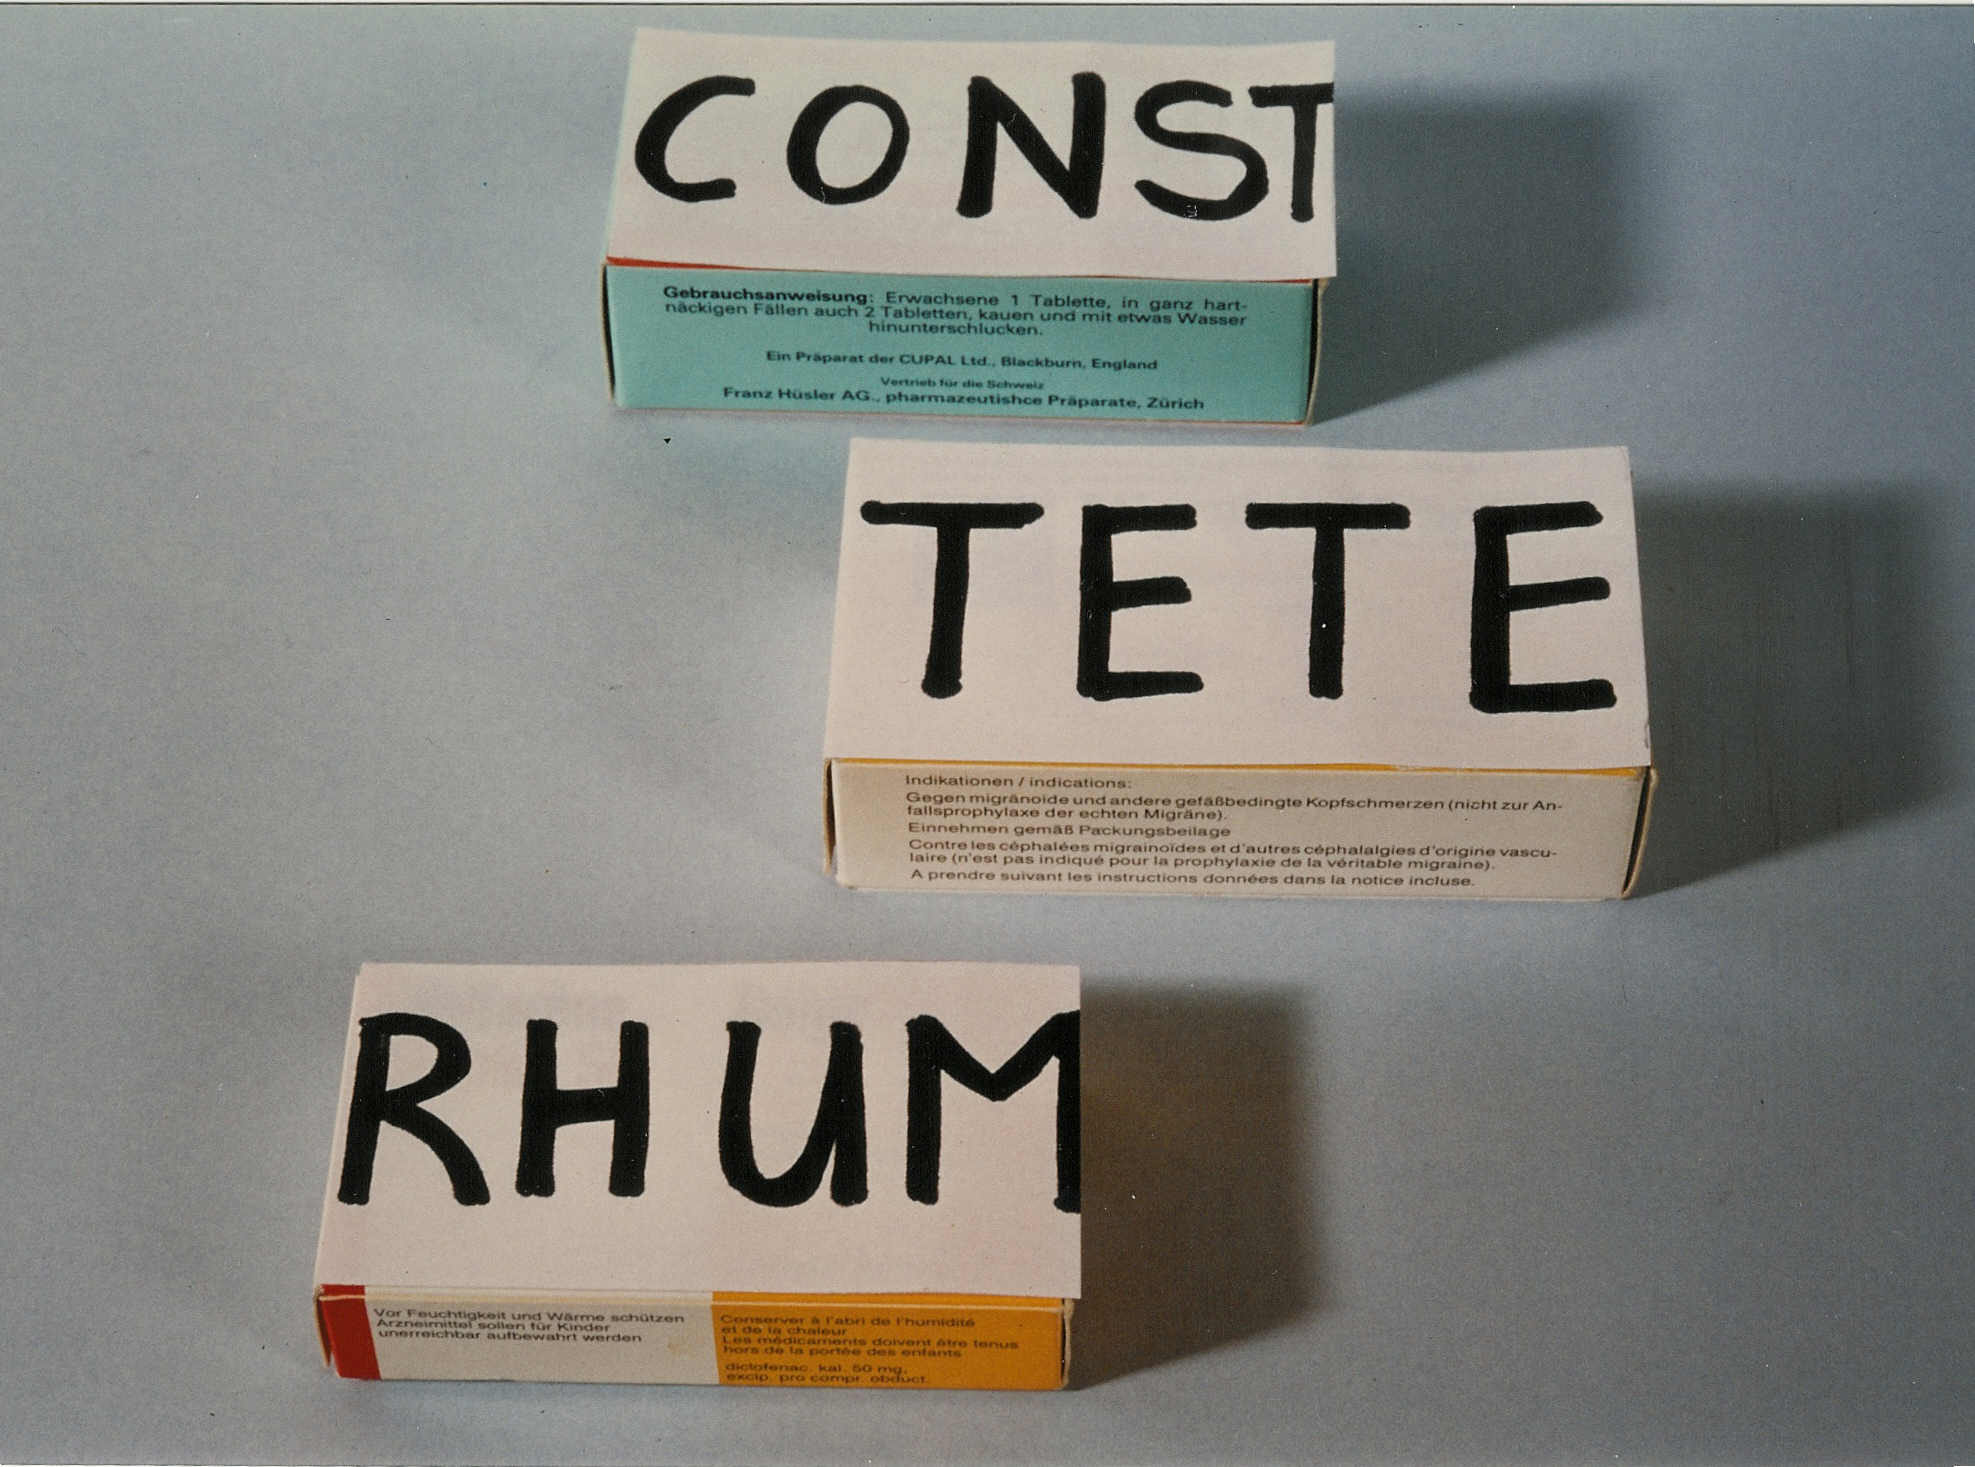 CONST
Gebrauchsanweisung: Erwachsene 1 Tablette, in ganz hart-
näckigen Fällen auch 2 Tabletten, kauen und mit etwas Wasser
hinunterschlucken.
Ein Präparat der CUPAL Ltd., Blackburn, England
Vertrieb für die Schweiz
Franz Hüsler AG., pharmazeutishce Präparate, Zürich
TETE
Indikationen / indications:
Gegen migränoide und andere gefäßbedingte Kopfschmerzen (nicht zur An-
fallsprophylaxe der echten Migräne).
Einnehmen gemäß Packungsbeilage
Contre les céphalées migrainoïdes et d'autres céphalalgies d'origine vascu-
laire (n'est pas indiqué pour la prophylaxie de la véritable migraine).
A prendre suivant les instructions données dans la notice incluse.
RHUM
Vor Feuchtigkeit und Wärme schützen
Arzneimittel sollen für Kinder
unerreichbar aufbewahrt werden
Conserver à l'abri de l'humidité
et de la chaleur
Les médicaments doivent être tenus
hors de la portée des enfants
diclofenac. kal. 50 mg,
excip. pro compr. obduct.